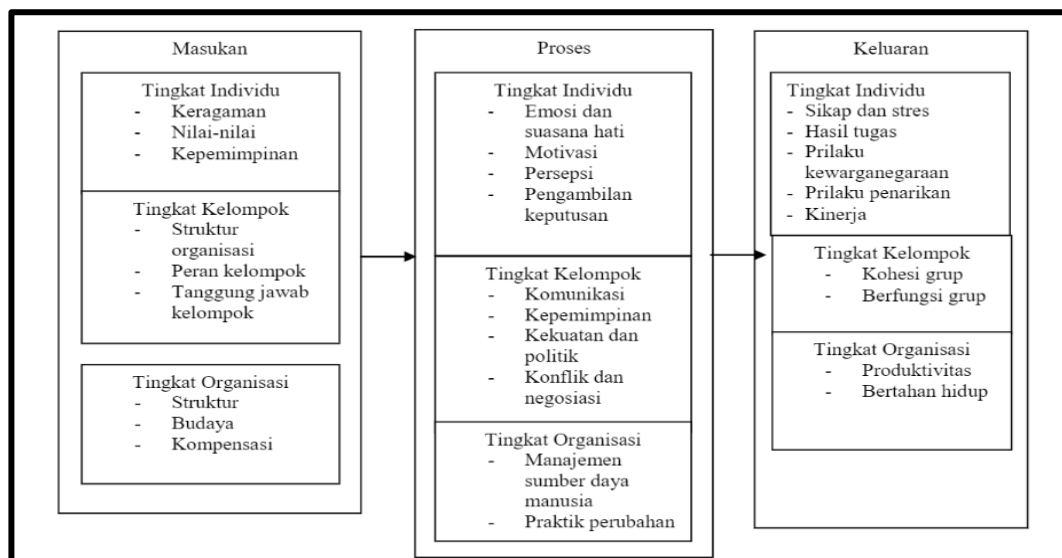 Masukan
Tingkat Individu
- Keragaman
- Nilai-nilai
- Kepemimpinan
Tingkat Kelompok
- Struktur
organisasi
- Peran kelompok
- Tanggung jawab
kelompok
Tingkat Organisasi
- Struktur
- Budaya
- Kompensasi
Proses
Tingkat Individu
- Emosi dan
suasana hati
- Motivasi
- Persepsi
- Pengambilan
keputusan
Tingkat Kelompok
- Komunikasi
- Kepemimpinan
- Kekuatan dan
politik
- Konflik dan
negosiasi
Tingkat Organisasi
- Manajemen
sumber daya
manusia
- Praktik perubahan
Keluaran
Tingkat Individu
- Sikap dan stres
- Hasil tugas
- Prilaku
kewarganegaraan
- Prilaku penarikan
- Kinerja
Tingkat Kelompok
- Kohesi grup
- Berfungsi grup
Tingkat Organisasi
- Produktivitas
- Bertahan hidup